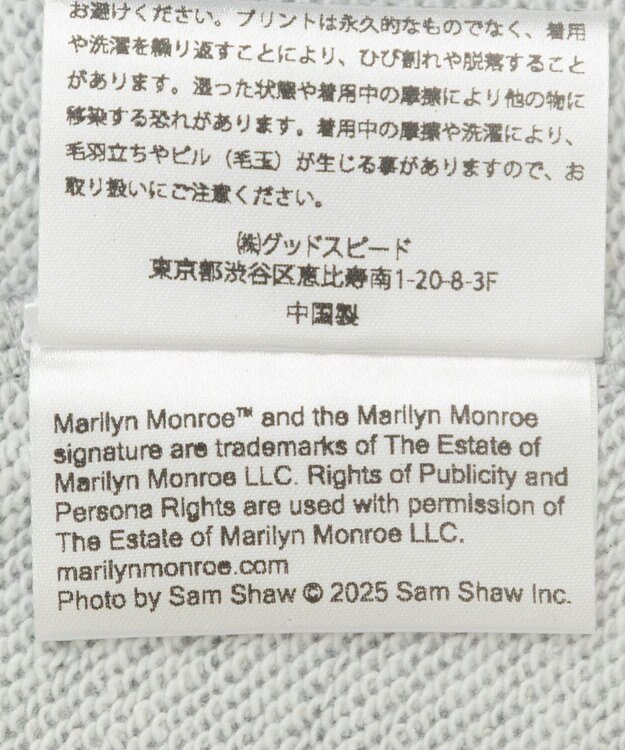 お避けください。プリントは永久的なものでなく、着用
や洗濯を繰り返すことにより、ひび割れや脱落すること
があります。湿った状態や着用中の摩擦により他の物に
移染する恐れがあります。着用中の摩擦や洗濯により、
毛羽立ちやピル（毛玉）が生じる事がありますので、お
取り扱いにご注意ください。
㈱グッドスピード
東京都渋谷区恵比寿南1-20-8-3F
中国製
Marilyn Monroe™ and the Marilyn Monroe
signature are trademarks of The Estate of
Marilyn Monroe LLC. Rights of Publicity and
Persona Rights are used with permission of
The Estate of Marilyn Monroe LLC.
marilynmonroe.com
Photo by Sam Shaw © 2025 Sam Shaw Inc.